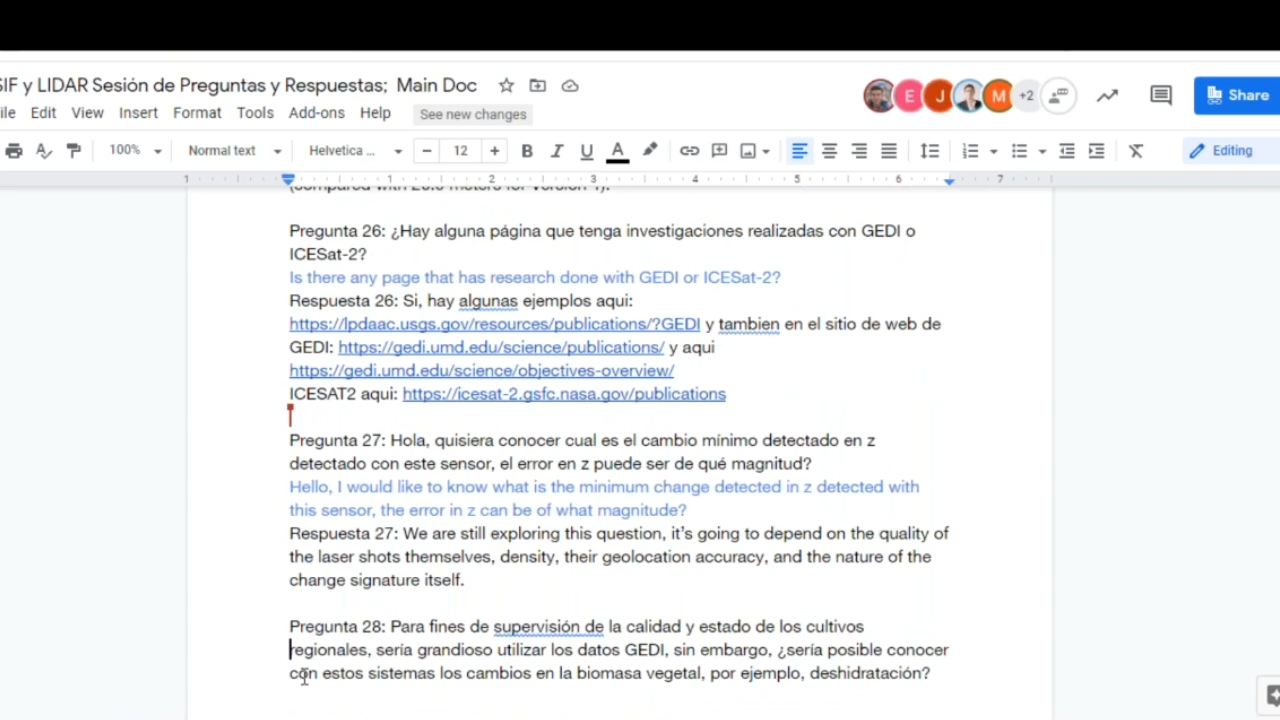 SIF y LIDAR Sesión de Preguntas y Respuestas; Main Doc
E J M +2
Share
ile Edit View Insert Format Tools Add-ons Help See new changes
100% Normal text Helvetica ... − 12 + B I U A Editing
1 1 2 3 4 5 6 7
(compared with
Pregunta 26: ¿Hay alguna página que tenga investigaciones realizadas con GEDI o
ICESat-2?
Is there any page that has research done with GEDI or ICESat-2?
Respuesta 26: Si, hay algunas ejemplos aqui:
https://lpdaac.usgs.gov/resources/publications/?GEDI y tambien en el sitio de web de
GEDI: https://gedi.umd.edu/science/publications/ y aqui
https://gedi.umd.edu/science/objectives-overview/
ICESAT2 aqui: https://icesat-2.gsfc.nasa.gov/publications
Pregunta 27: Hola, quisiera conocer cual es el cambio mínimo detectado en z
detectado con este sensor, el error en z puede ser de qué magnitud?
Hello, I would like to know what is the minimum change detected in z detected with
this sensor, the error in z can be of what magnitude?
Respuesta 27: We are still exploring this question, it's going to depend on the quality of
the laser shots themselves, density, their geolocation accuracy, and the nature of the
change signature itself.
Pregunta 28: Para fines de supervisión de la calidad y estado de los cultivos
regionales, sería grandioso utilizar los datos GEDI, sin embargo, ¿sería posible conocer
con estos sistemas los cambios en la biomasa vegetal, por ejemplo, deshidratación?